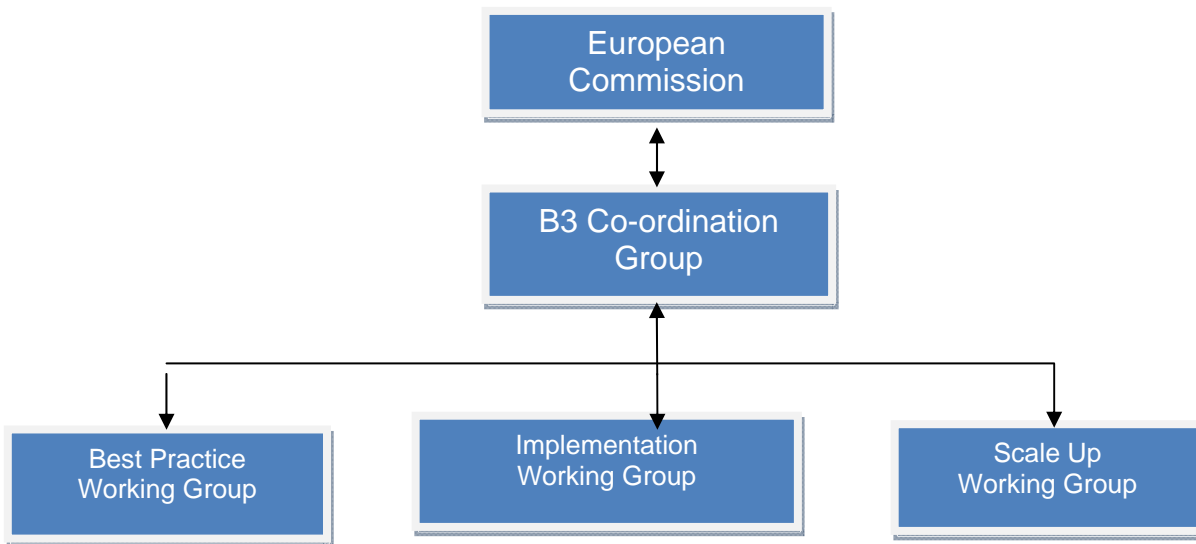 European
Commission
B3 Co-ordination
Group
Best Practice
Working Group
Implementation
Working Group
Scale Up
Working Group